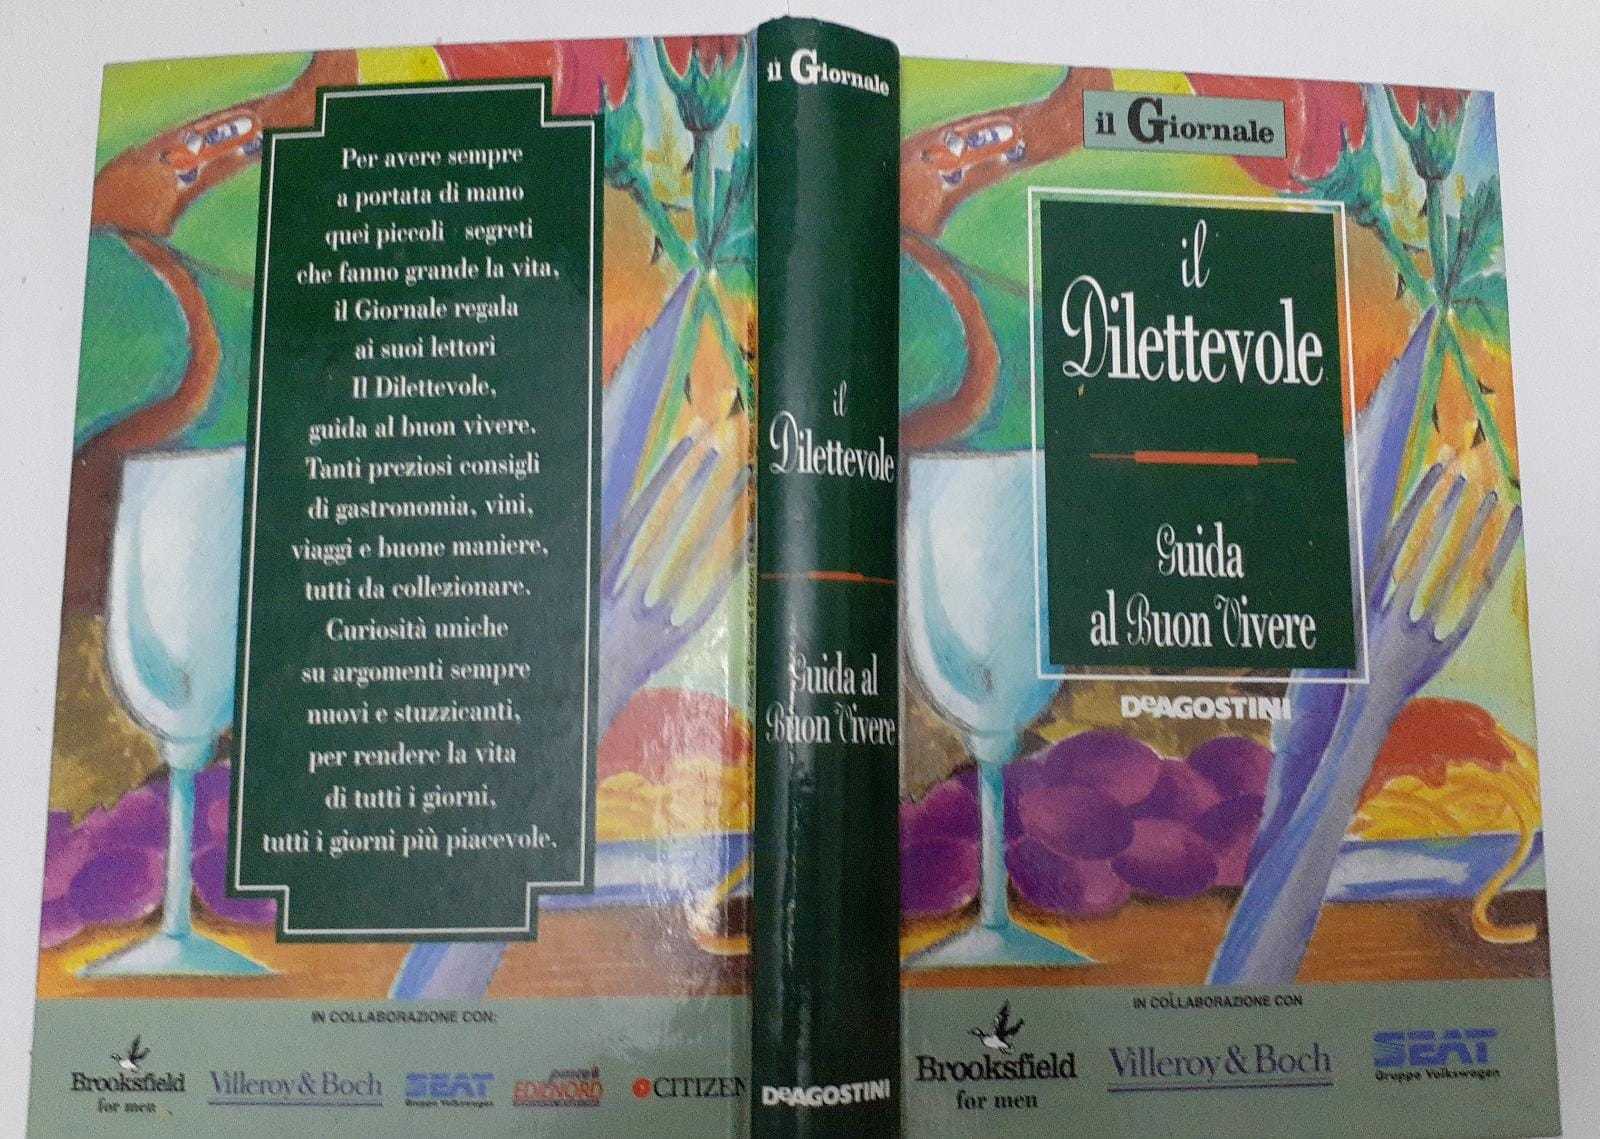 Per avere sempre
a portata di mano
quei piccoli segreti
che fanno grande la vita,
il Giornale regala
ai suoi lettori
Il Dilettevole,
guida al buon vivere.
Tanti preziosi consigli
di gastronomia, vini,
viaggi e buone maniere,
tutti da collezionare.
Curiosità uniche
su argomenti sempre
nuovi e stuzzicanti,
per rendere la vita
di tutti i giorni,
tutti i giorni più piacevole.
IN COLLABORAZIONE CON:
Brooksfield
for men
Villeroy & Boch
SEAT
Gruppo Volkswagen
EDILNORD
CITIZEN
il Giornale
il
Dilettevole
Guida al
Buon Vivere
DeAGOSTINI
il Giornale
il
Dilettevole
Guida
al Buon Vivere
DeAGOSTINI
IN COLLABORAZIONE CON
Brooksfield
for men
Villeroy & Boch
SEAT
Gruppo Volkswagen